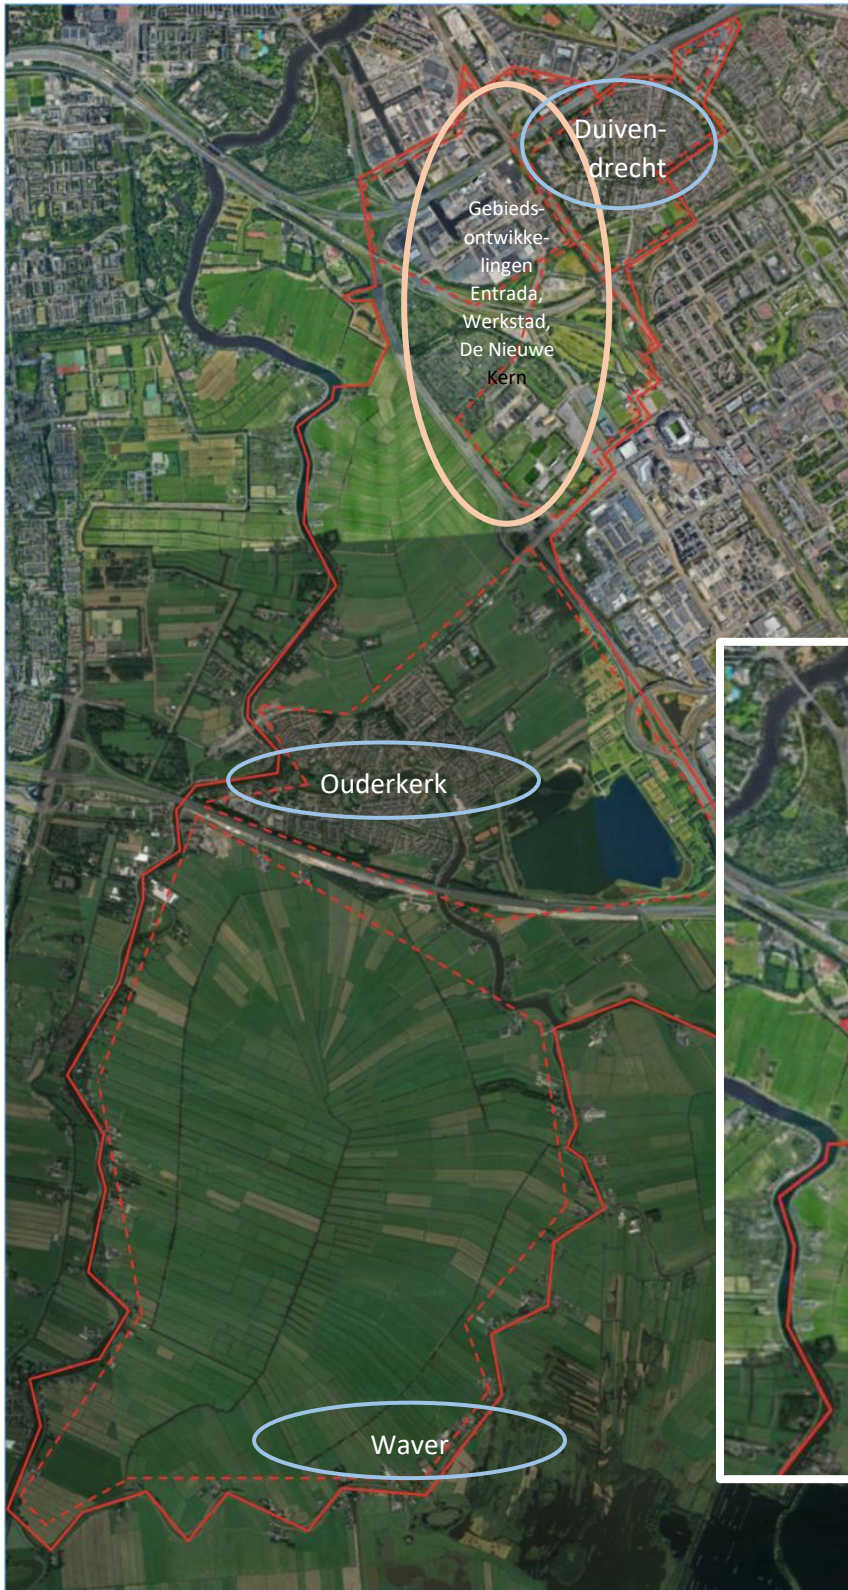 Duiven-
drecht
Gebieds-
ontwikke-
lingen
Entrada,
Werkstad,
De Nieuwe
Kern
Ouderkerk
Waver